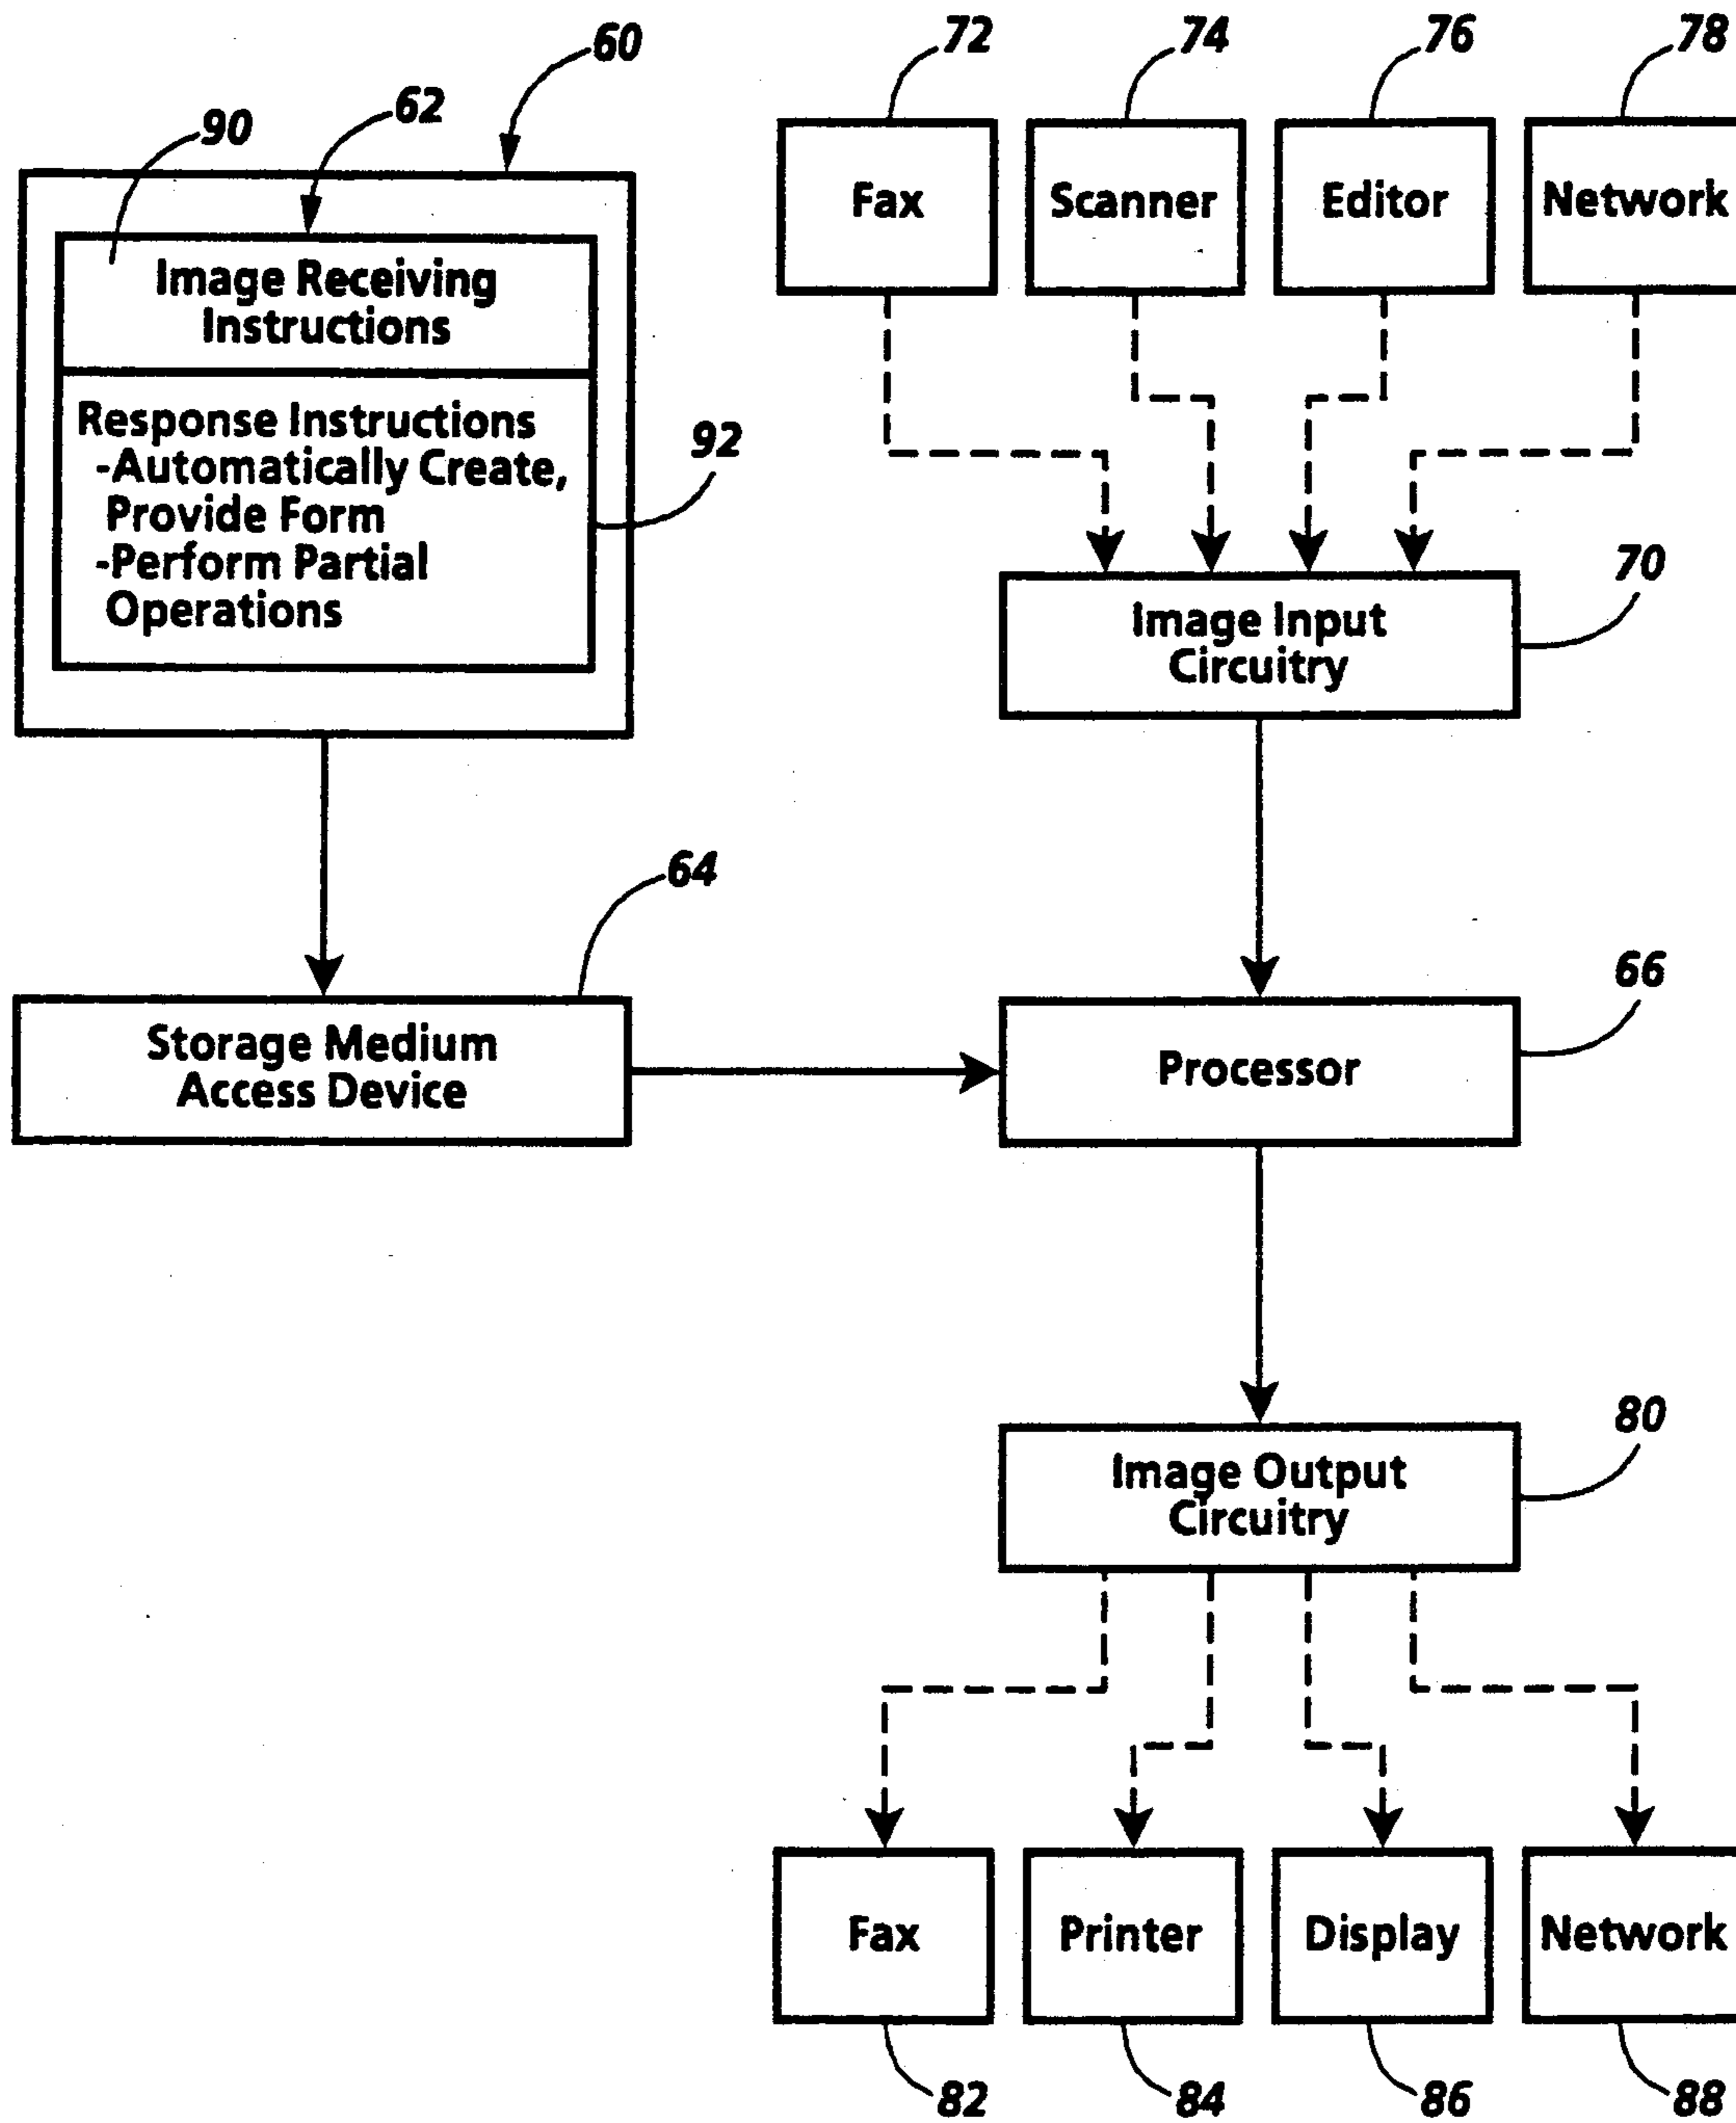 60
72
74
76
78
62
90
Fax
Scanner
Editor
Network
Image Receiving
Instructions
Response Instructions
-Automatically Create,
Provide Form
-Perform Partial
Operations
92
70
Image Input
Circuitry
64
66
Storage Medium
Access Device
Processor
80
Image Output
Circuitry
Fax
Printer
Display
Network
82
84
86
88